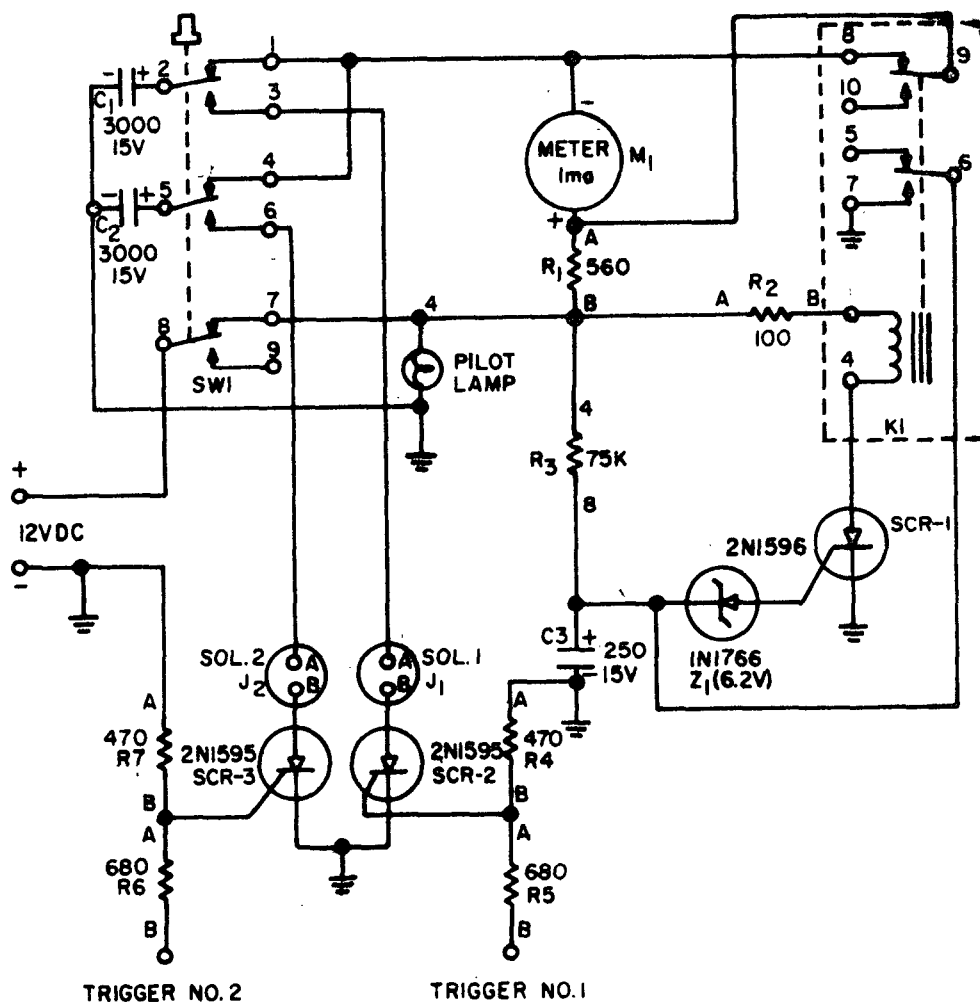 1
8
9
- + 2
C1
3
3000
15V
10
METER
1ma
M1
-
+
5
6
7
4
- + 5
C2
6
3000
15V
A
R1 560
B
7
4
A R2 B
100
8
9
SW1
PILOT
LAMP
4
K1
4
R3 75K
8
+
12VDC
-
SCR-1
2N1596
C3 +
250
15V
-
1N1766
Z1(6.2V)
SOL.2 A
J2 B
A SOL.1
B J1
A
470
R7
B
A
470
R4
B
2N1595
SCR-3
2N1595
SCR-2
A
680
R6
B
A
680
R5
B
TRIGGER NO.2
TRIGGER NO.1